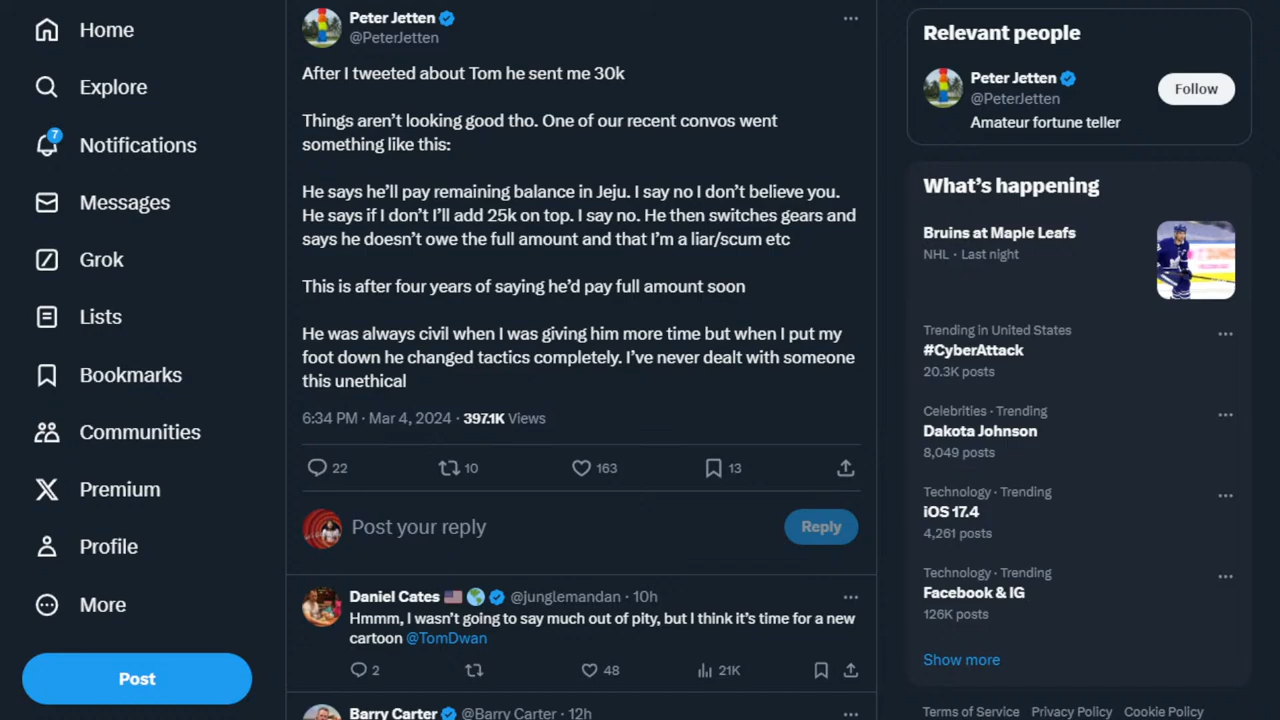 Home
Explore
7
Notifications
Messages
Grok
Lists
Bookmarks
Communities
Premium
Profile
More
Post
Peter Jetten
@PeterJetten
After I tweeted about Tom he sent me 30k
Things aren’t looking good tho. One of our recent convos went
something like this:
He says he’ll pay remaining balance in Jeju. I say no I don’t believe you.
He says if I don’t I’ll add 25k on top. I say no. He then switches gears and
says he doesn’t owe the full amount and that I’m a liar/scum etc
This is after four years of saying he’d pay full amount soon
He was always civil when I was giving him more time but when I put my
foot down he changed tactics completely. I’ve never dealt with someone
this unethical
6:34 PM · Mar 4, 2024 · 397.1K Views
22 10 163 13
Post your reply
Reply
Daniel Cates @junglemandan · 10h
Hmmm, I wasn’t going to say much out of pity, but I think it’s time for a new
cartoon @TomDwan
2 48 21K
Barry Carter @Barry_Carter · 12h
Relevant people
Peter Jetten
@PeterJetten
Follow
Amateur fortune teller
What’s happening
Bruins at Maple Leafs
NHL · Last night
Trending in United States
#CyberAttack
20.3K posts
Celebrities · Trending
Dakota Johnson
8,049 posts
Technology · Trending
iOS 17.4
4,261 posts
Technology · Trending
Facebook & IG
126K posts
Show more
Terms of Service Privacy Policy Cookie Policy